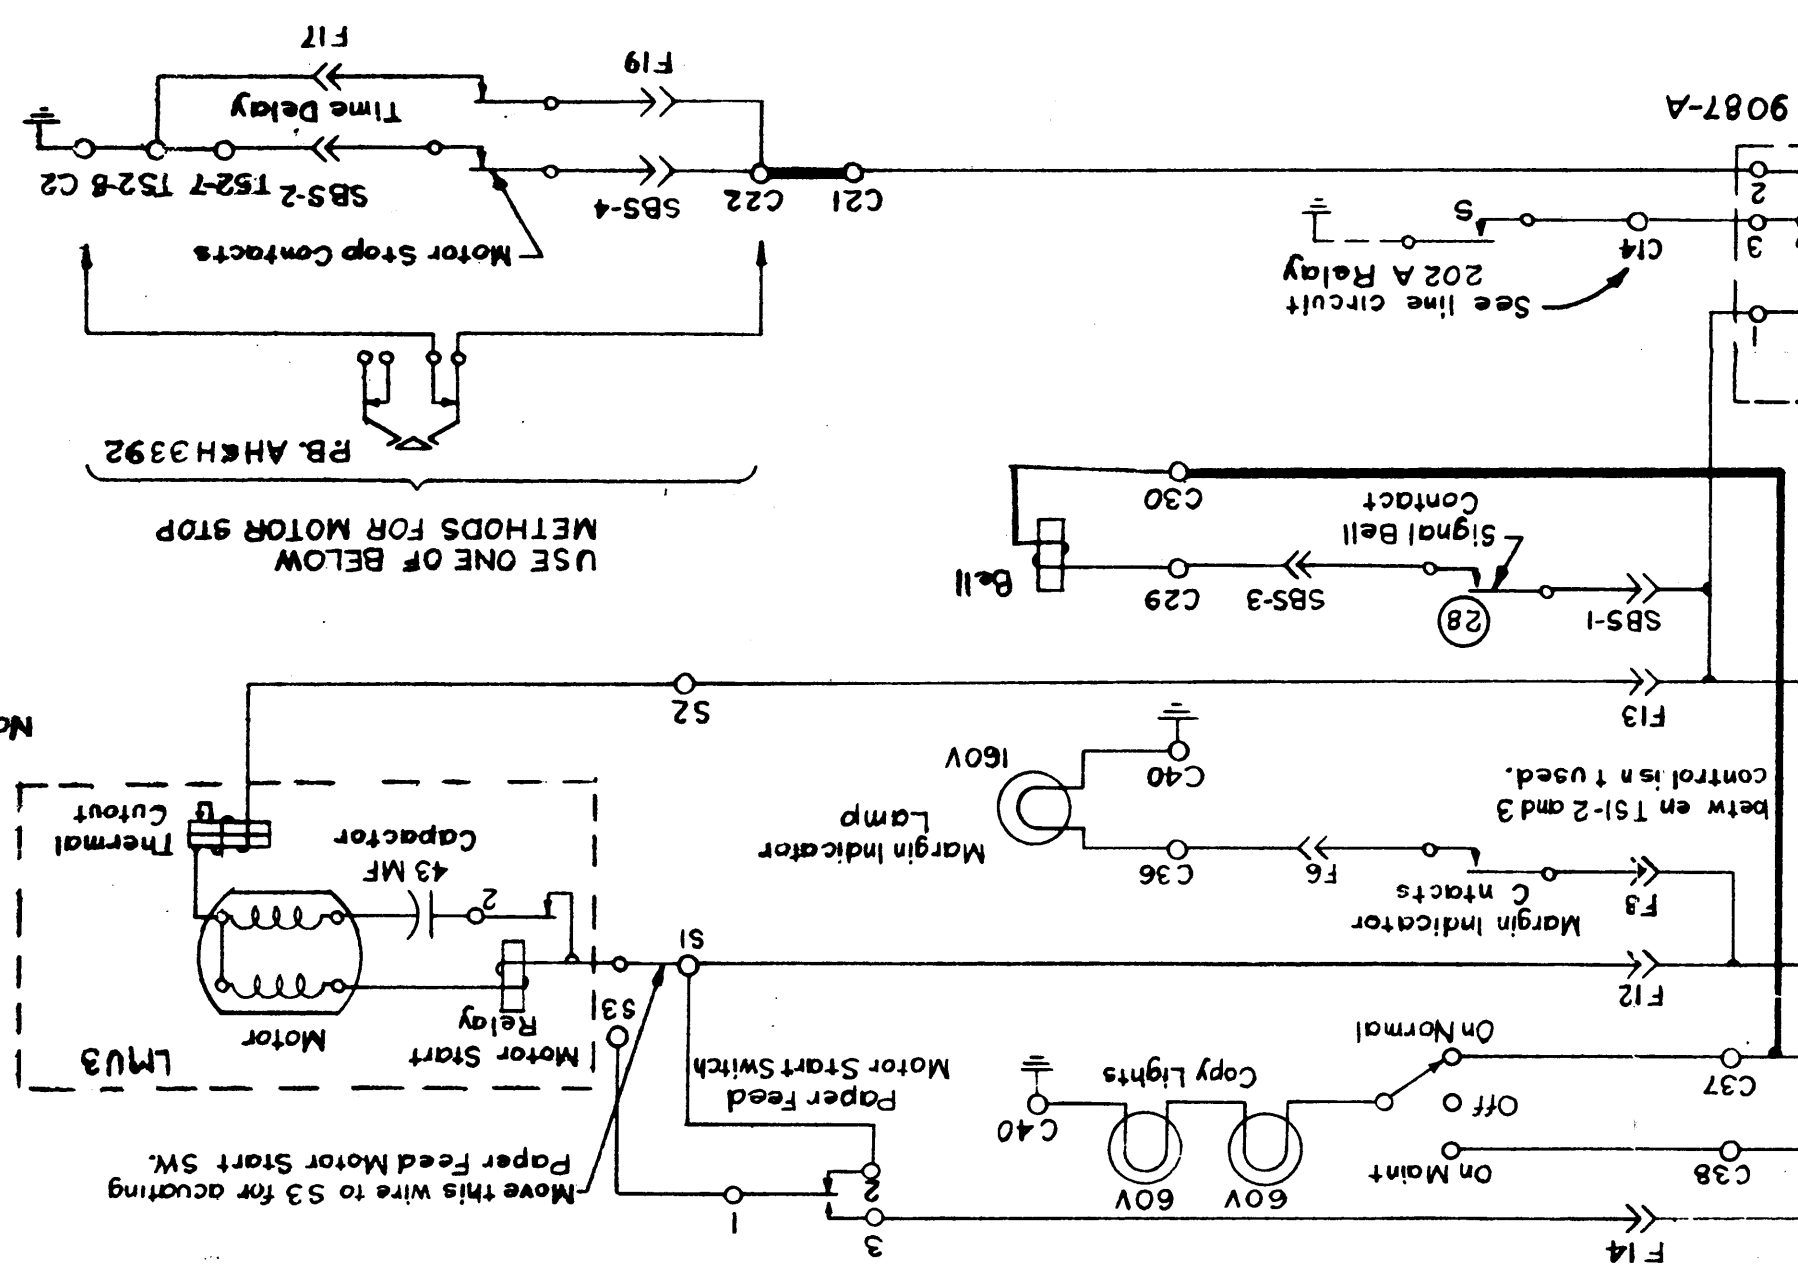 F14
3
1
2
Move this wire to S3 for acuating
Paper Feed Motor Start SW.
60V
60V
C38
On Maint
Off
C40
Copy Lights
C37
On Normal
Paper Feed
Motor Start Switch
S3
S1
LMU3
Motor
Motor Start
Relay
2
43 MF
Capactor
Thermal
Cutout
F12
Margin Indicator
C ntacts
F8
F6
C36
Margin Indicator
Lamp
160V
C40
betw en TS1-2 and 3
control isn t used.
F13
S2
No
SBS-1
28
SBS-3
C29
Bell
Signal Bell
Contact
C30
USE ONE OF BELOW
METHODS FOR MOTOR STOP
P.B. AH&H 3392
1
See line circuit
202 A Relay
3
C14
S
2
9087-A
Motor Stop Contacts
C21
C22
SBS-4
SBS-2
TS2-7
TS2-8
C2
Time Delay
F19
F17